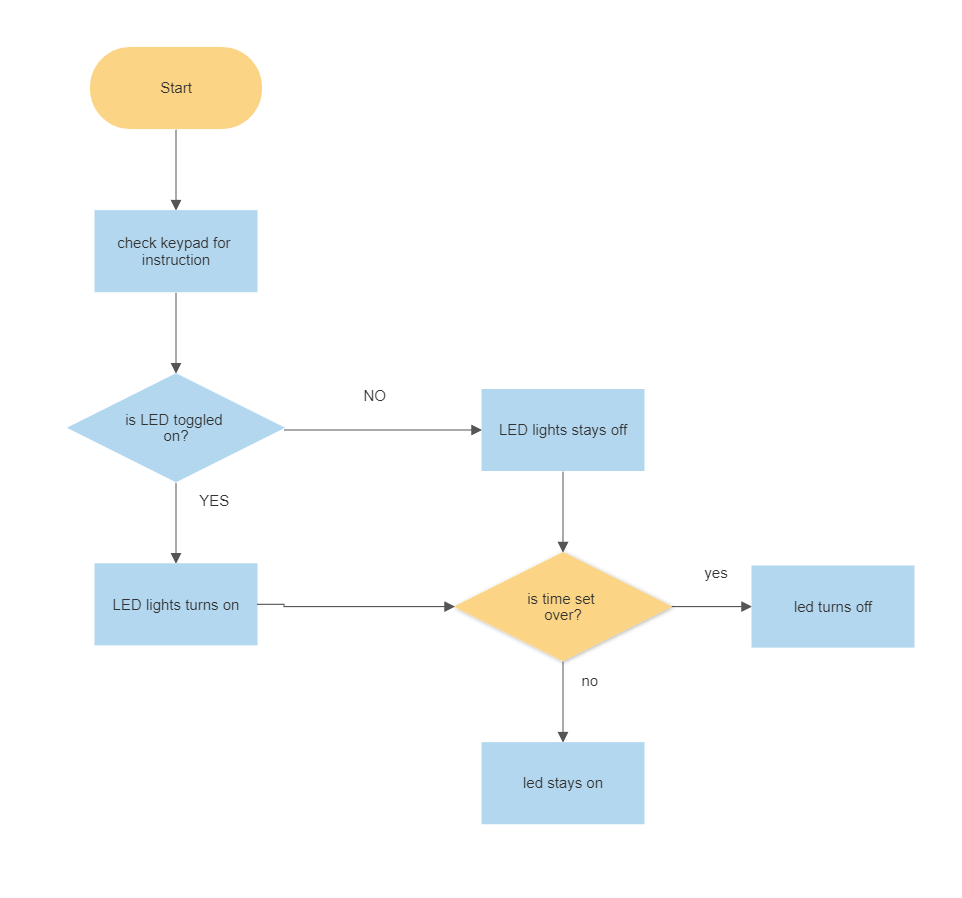 Start
check keypad for
instruction
is LED toggled
on?
NO
LED lights stays off
YES
LED lights turns on
is time set
over?
yes
led turns off
no
led stays on